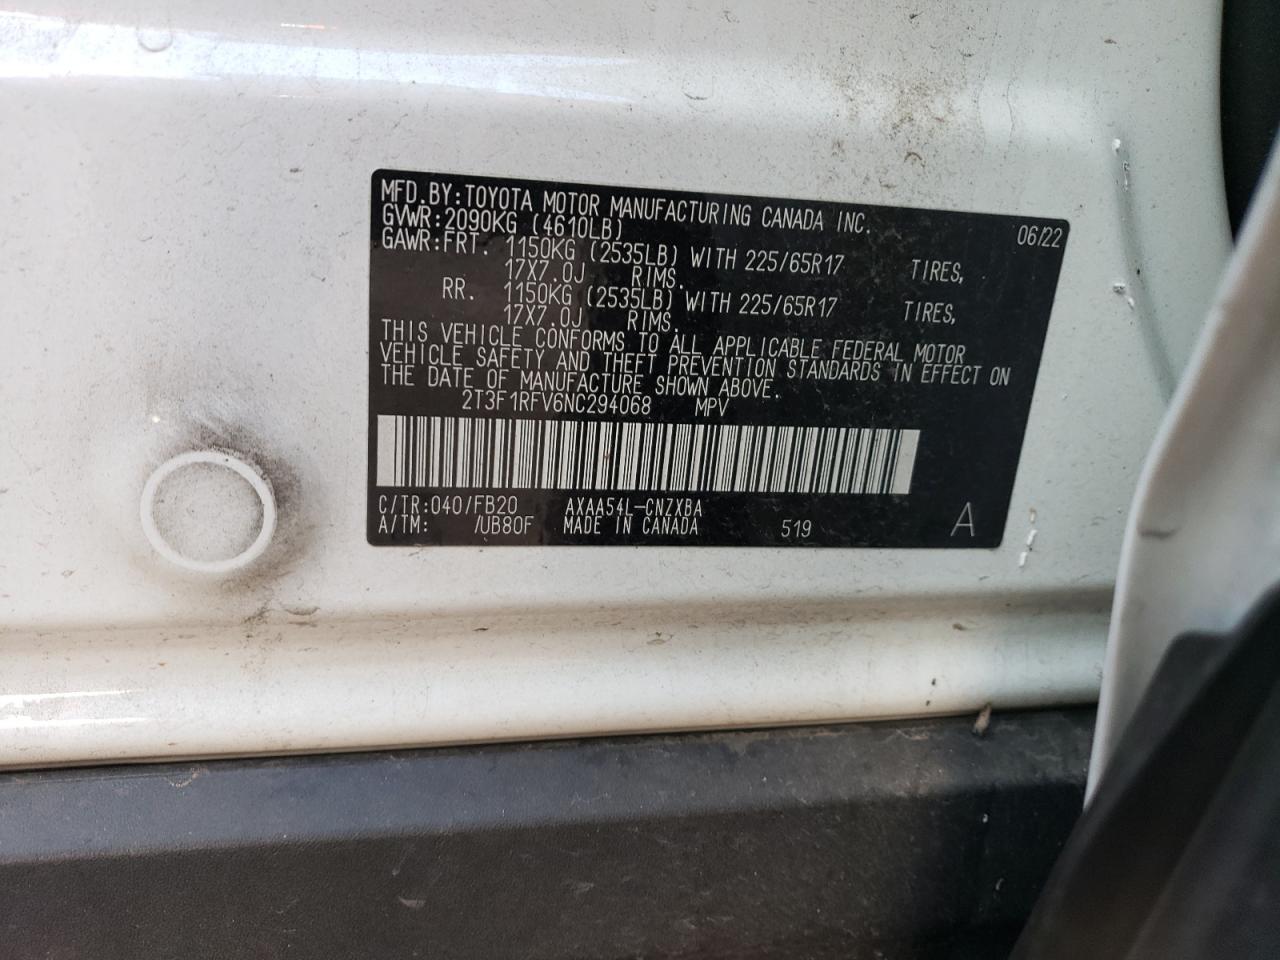 MFD.BY:TOYOTA MOTOR MANUFACTURING CANADA INC.
GVWR:2090KG (4610LB) 06/22
GAWR:FRT. 1150KG (2535LB) WITH 225/65R17 TIRES,
17X7.0J RIMS.
RR. 1150KG (2535LB) WITH 225/65R17 TIRES,
17X7.0J RIMS.
THIS VEHICLE CONFORMS TO ALL APPLICABLE FEDERAL MOTOR
VEHICLE SAFETY AND THEFT PREVENTION STANDARDS IN EFFECT ON
THE DATE OF MANUFACTURE SHOWN ABOVE.
2T3F1RFV6NC294068 MPV
C/TR:040/FB20 AXAA54L-CNZXBA
A/TM: /UB80F MADE IN CANADA 519 A